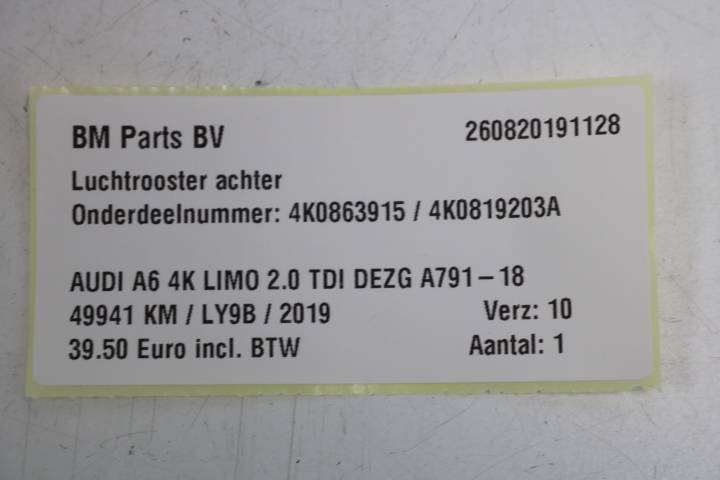 BM Parts BV 260820191128
Luchtrooster achter
Onderdeelnummer: 4K0863915 / 4K0819203A
AUDI A6 4K LIMO 2.0 TDI DEZG A791-18
49941 KM / LY9B / 2019 Verz: 10
39.50 Euro incl. BTW Aantal: 1